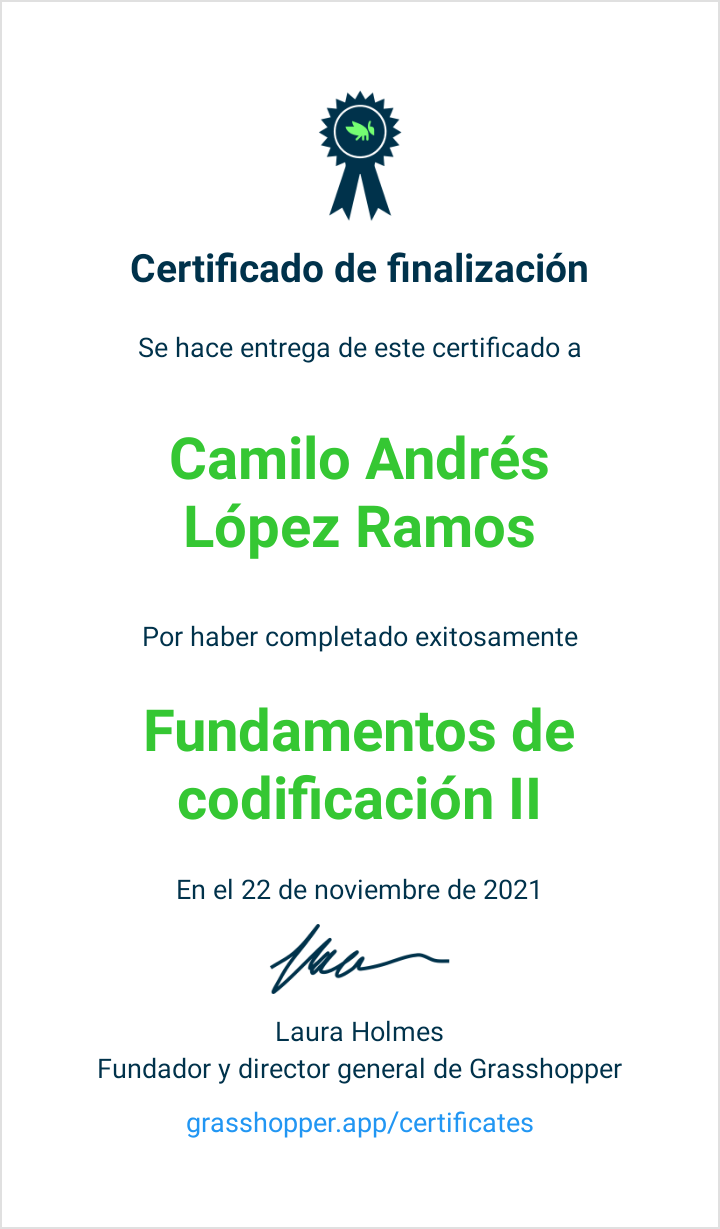 Certificado de finalización
Se hace entrega de este certificado a
Camilo Andrés
López Ramos
Por haber completado exitosamente
Fundamentos de
codificación II
En el 22 de noviembre de 2021
Laura Holmes
Fundador y director general de Grasshopper
grasshopper.app/certificates